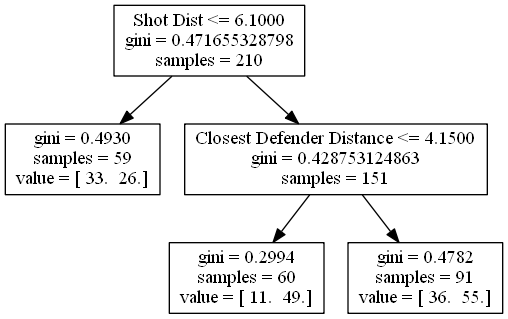 Shot Dist <= 6.1000
gini = 0.471655328798
samples = 210
gini = 0.4930
samples = 59
value = [ 33.  26.]
Closest Defender Distance <= 4.1500
gini = 0.428753124863
samples = 151
gini = 0.2994
samples = 60
value = [ 11.  49.]
gini = 0.4782
samples = 91
value = [ 36.  55.]